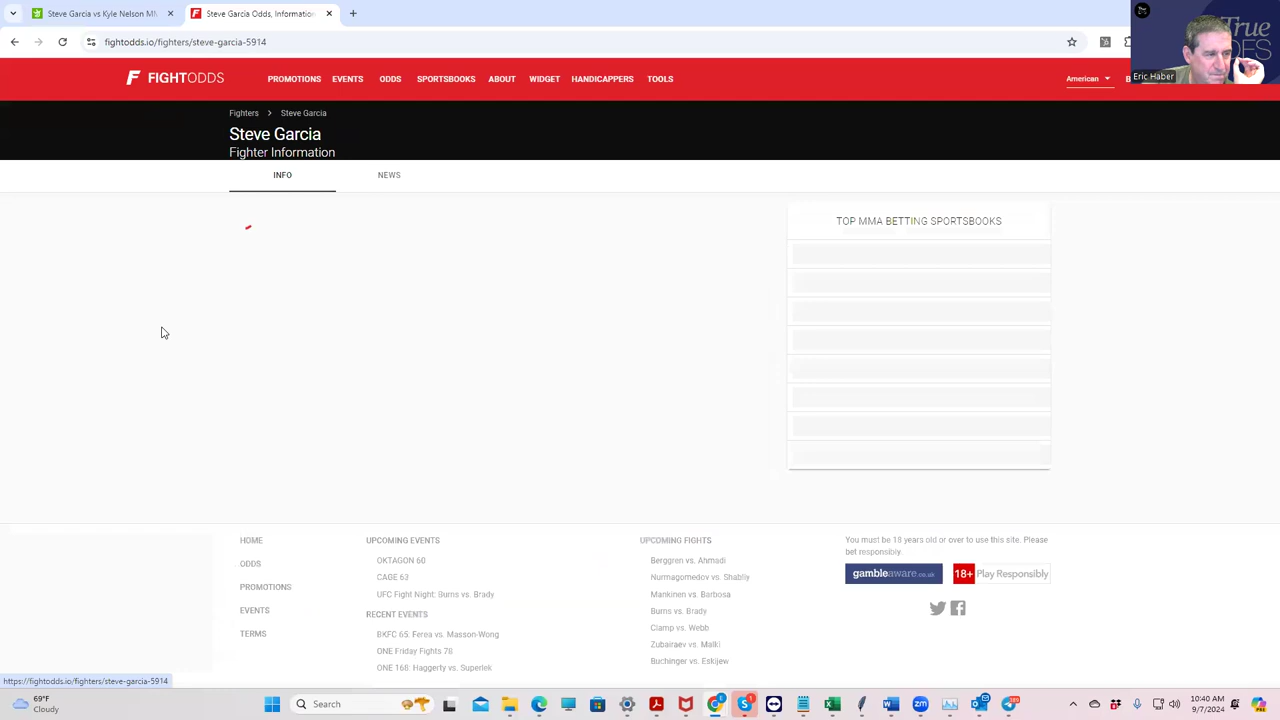 Steve Garcia vs Kyle Nelson MM
Steve Garcia Odds, Information
fightodds.io/fighters/steve-garcia-5914
True
Eric Haber
FIGHTODDS PROMOTIONS EVENTS ODDS SPORTSBOOKS ABOUT WIDGET HANDICAPPERS TOOLS American
Fighters > Steve Garcia
Steve Garcia
Fighter Information
INFO NEWS
TOP MMA BETTING SPORTSBOOKS
HOME
ODDS
PROMOTIONS
EVENTS
TERMS
UPCOMING EVENTS
OKTAGON 60
CAGE 63
UFC Fight Night: Burns vs. Brady
RECENT EVENTS
BKFC 65: Ferea vs. Masson-Wong
ONE Friday Fights 78
ONE 168: Haggerty vs. Superlek
UPCOMING FIGHTS
Berggren vs. Ahmadi
Nurmagomedov vs. Shabliy
Mankinen vs. Barbosa
Burns vs. Brady
Clamp vs. Webb
Zubairaev vs. Malki
Buchinger vs. Eskijew
You must be 18 years old or over to use this site. Please
bet responsibly.
gambleaware.co.uk
18+ Play Responsibly
https://fightodds.io/fighters/steve-garcia-5914
69°F
Cloudy
Search
10:40 AM
9/7/2024